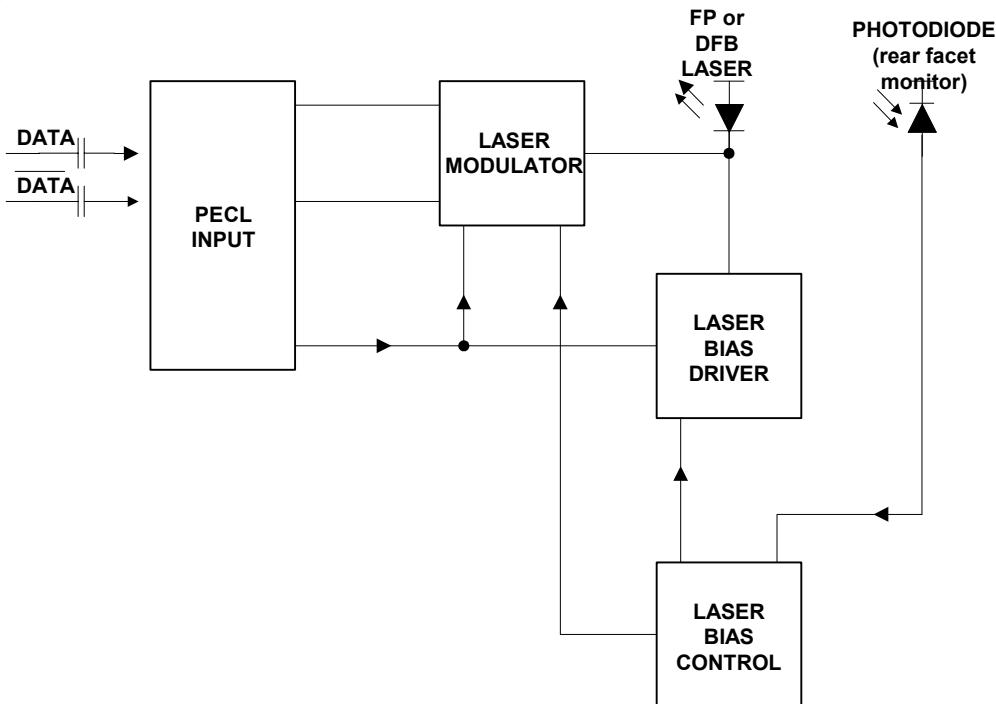 FP or
DFB
LASER
PHOTODIODE
(rear facet
monitor)
DATA
DATA
PECL
INPUT
LASER
MODULATOR
LASER
BIAS
DRIVER
LASER
BIAS
CONTROL